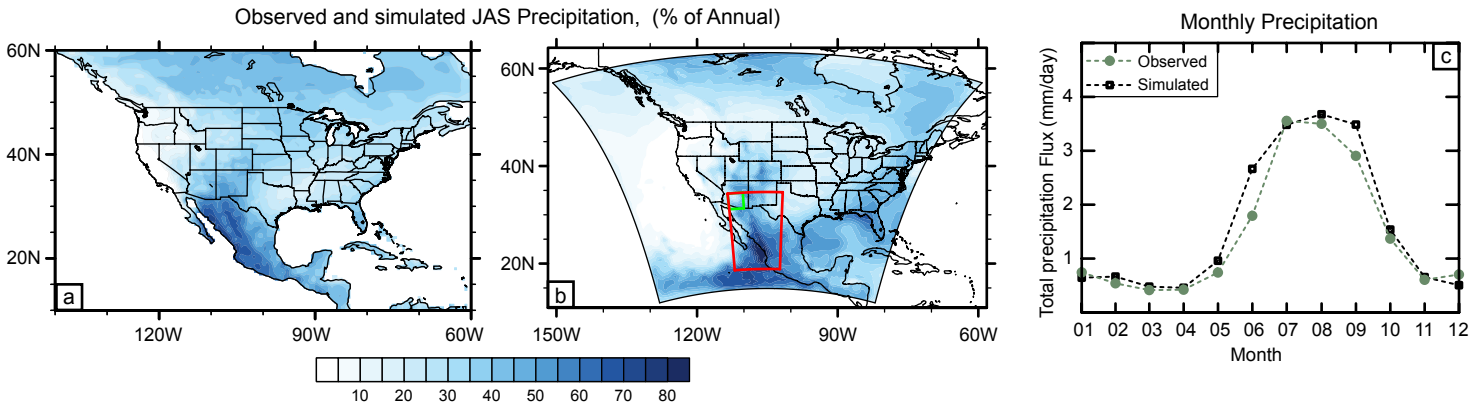 Observed and simulated JAS Precipitation, (% of Annual)
60N
40N
20N
a
120W
90W
60W
60N
40N
20N
b
150W
120W
90W
60W
10 20 30 40 50 60 70 80
Monthly Precipitation
c
Observed
Simulated
Total precipitation Flux (mm/day)
4
3
2
1
01 02 03 04 05 06 07 08 09 10 11 12
Month